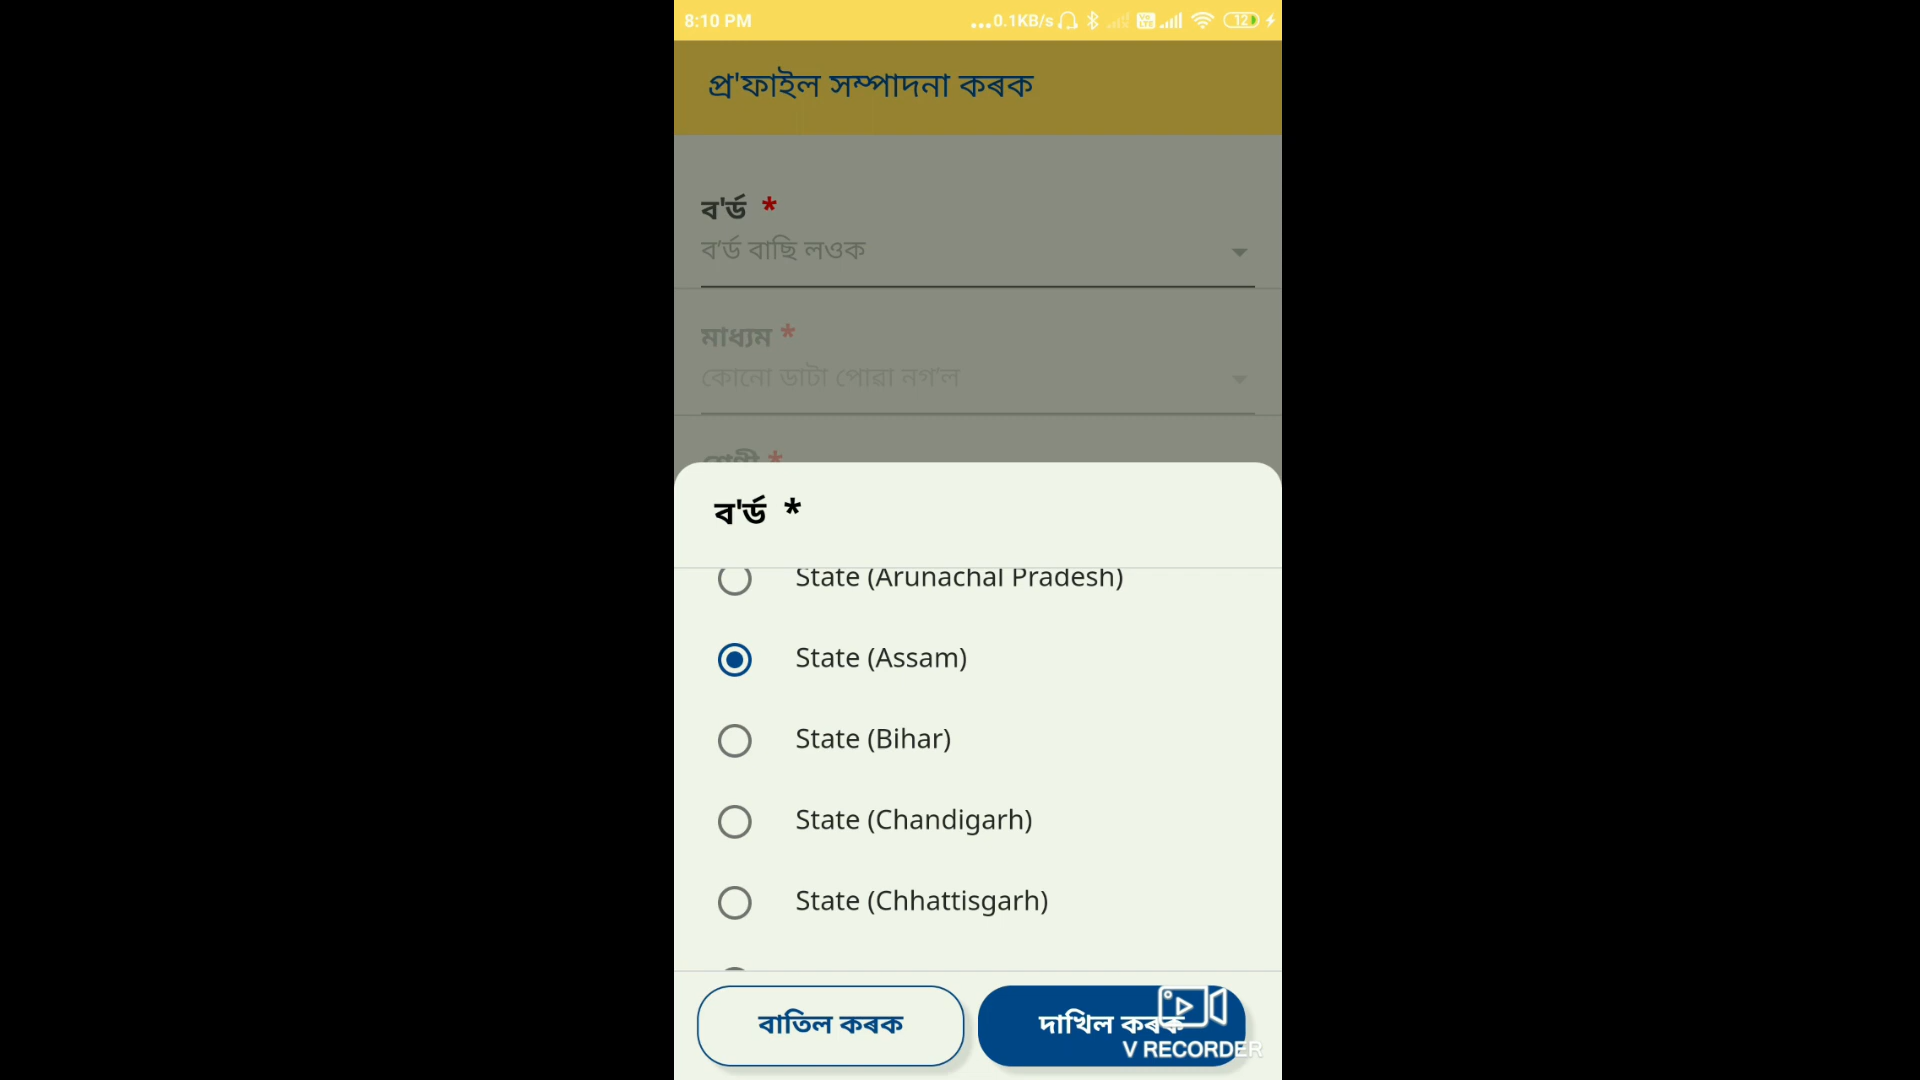 8:10 PM
...0.1KB/s
12
প্ৰ'ফাইল সম্পাদনা কৰক
ব'ৰ্ড *
ব'ৰ্ড বাছি লওক
মাধ্যম *
কোনো ডাটা পোৱা নগ'ল
শ্ৰেণী *
ব'ৰ্ড *
State (Arunachal Pradesh)
State (Assam)
State (Bihar)
State (Chandigarh)
State (Chhattisgarh)
বাতিল কৰক
দাখিল কৰক
V RECORDER